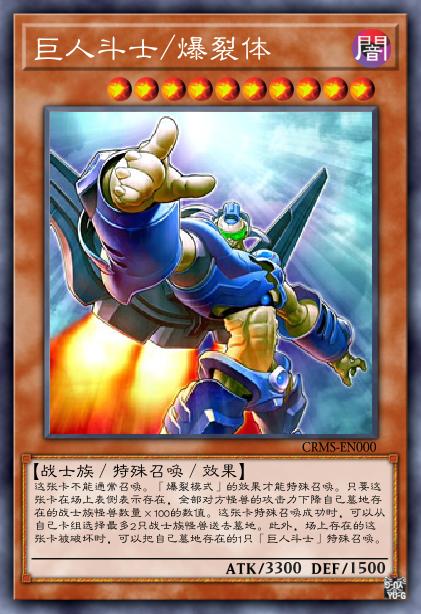 巨人斗士/爆裂体
闇
CRMS-EN000
【战士族／特殊召唤／效果】
这张卡不能通常召唤。「爆裂模式」的效果才能特殊召唤。只要这
张卡在场上表侧表示存在，全部对方怪兽的攻击力下降自己墓地存
在的战士族怪兽数量×100的数值。这张卡特殊召唤成功时，可以从
自己卡组选择最多2只战士族怪兽送去墓地。此外，场上存在的这
张卡被破坏时，可以把自己墓地存在的1只「巨人斗士」特殊召唤。
ATK/3300 DEF/1500